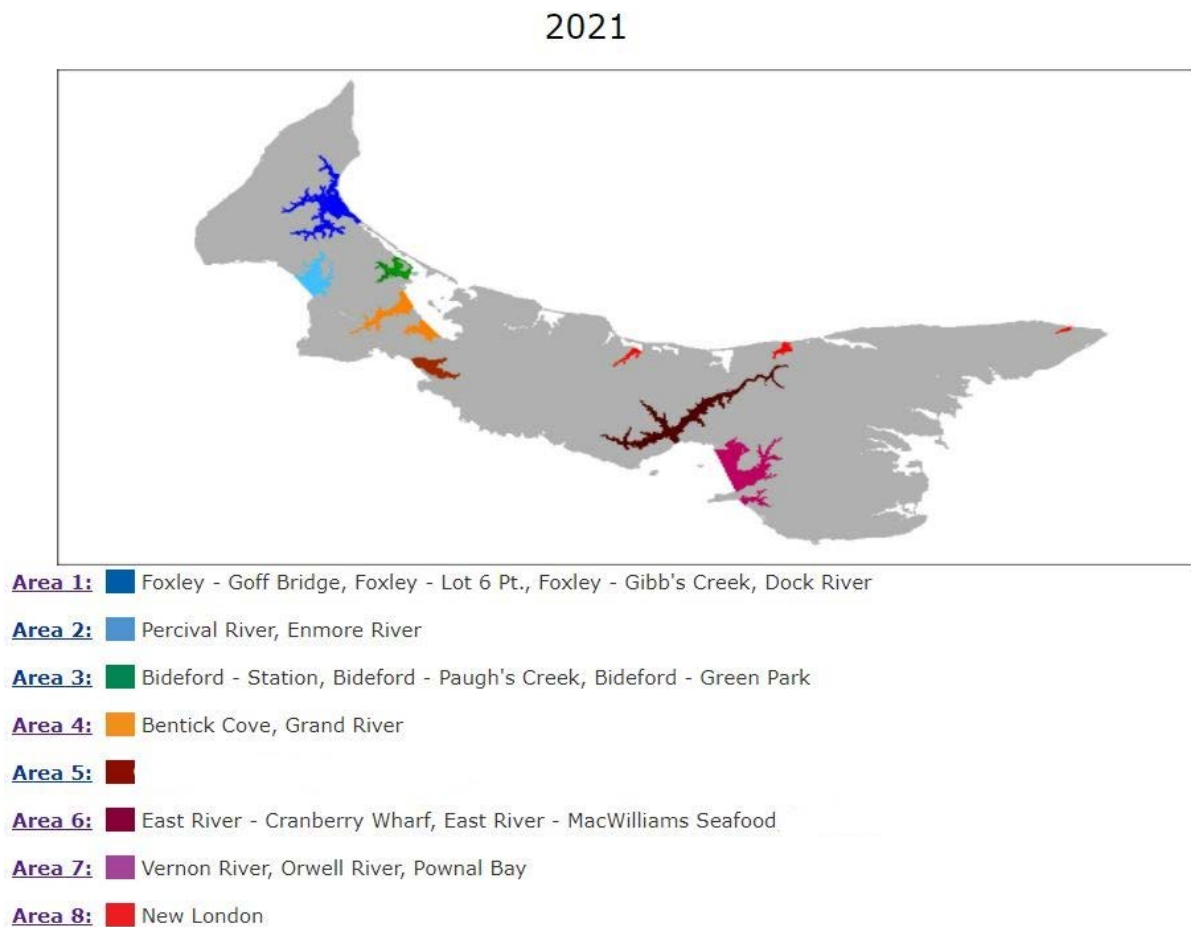 2021
Area 1: Foxley - Goff Bridge, Foxley - Lot 6 Pt., Foxley - Gibb's Creek, Dock River
Area 2: Percival River, Enmore River
Area 3: Bideford - Station, Bideford - Paugh's Creek, Bideford - Green Park
Area 4: Bentick Cove, Grand River
Area 5:
Area 6: East River - Cranberry Wharf, East River - MacWilliams Seafood
Area 7: Vernon River, Orwell River, Pownal Bay
Area 8: New London